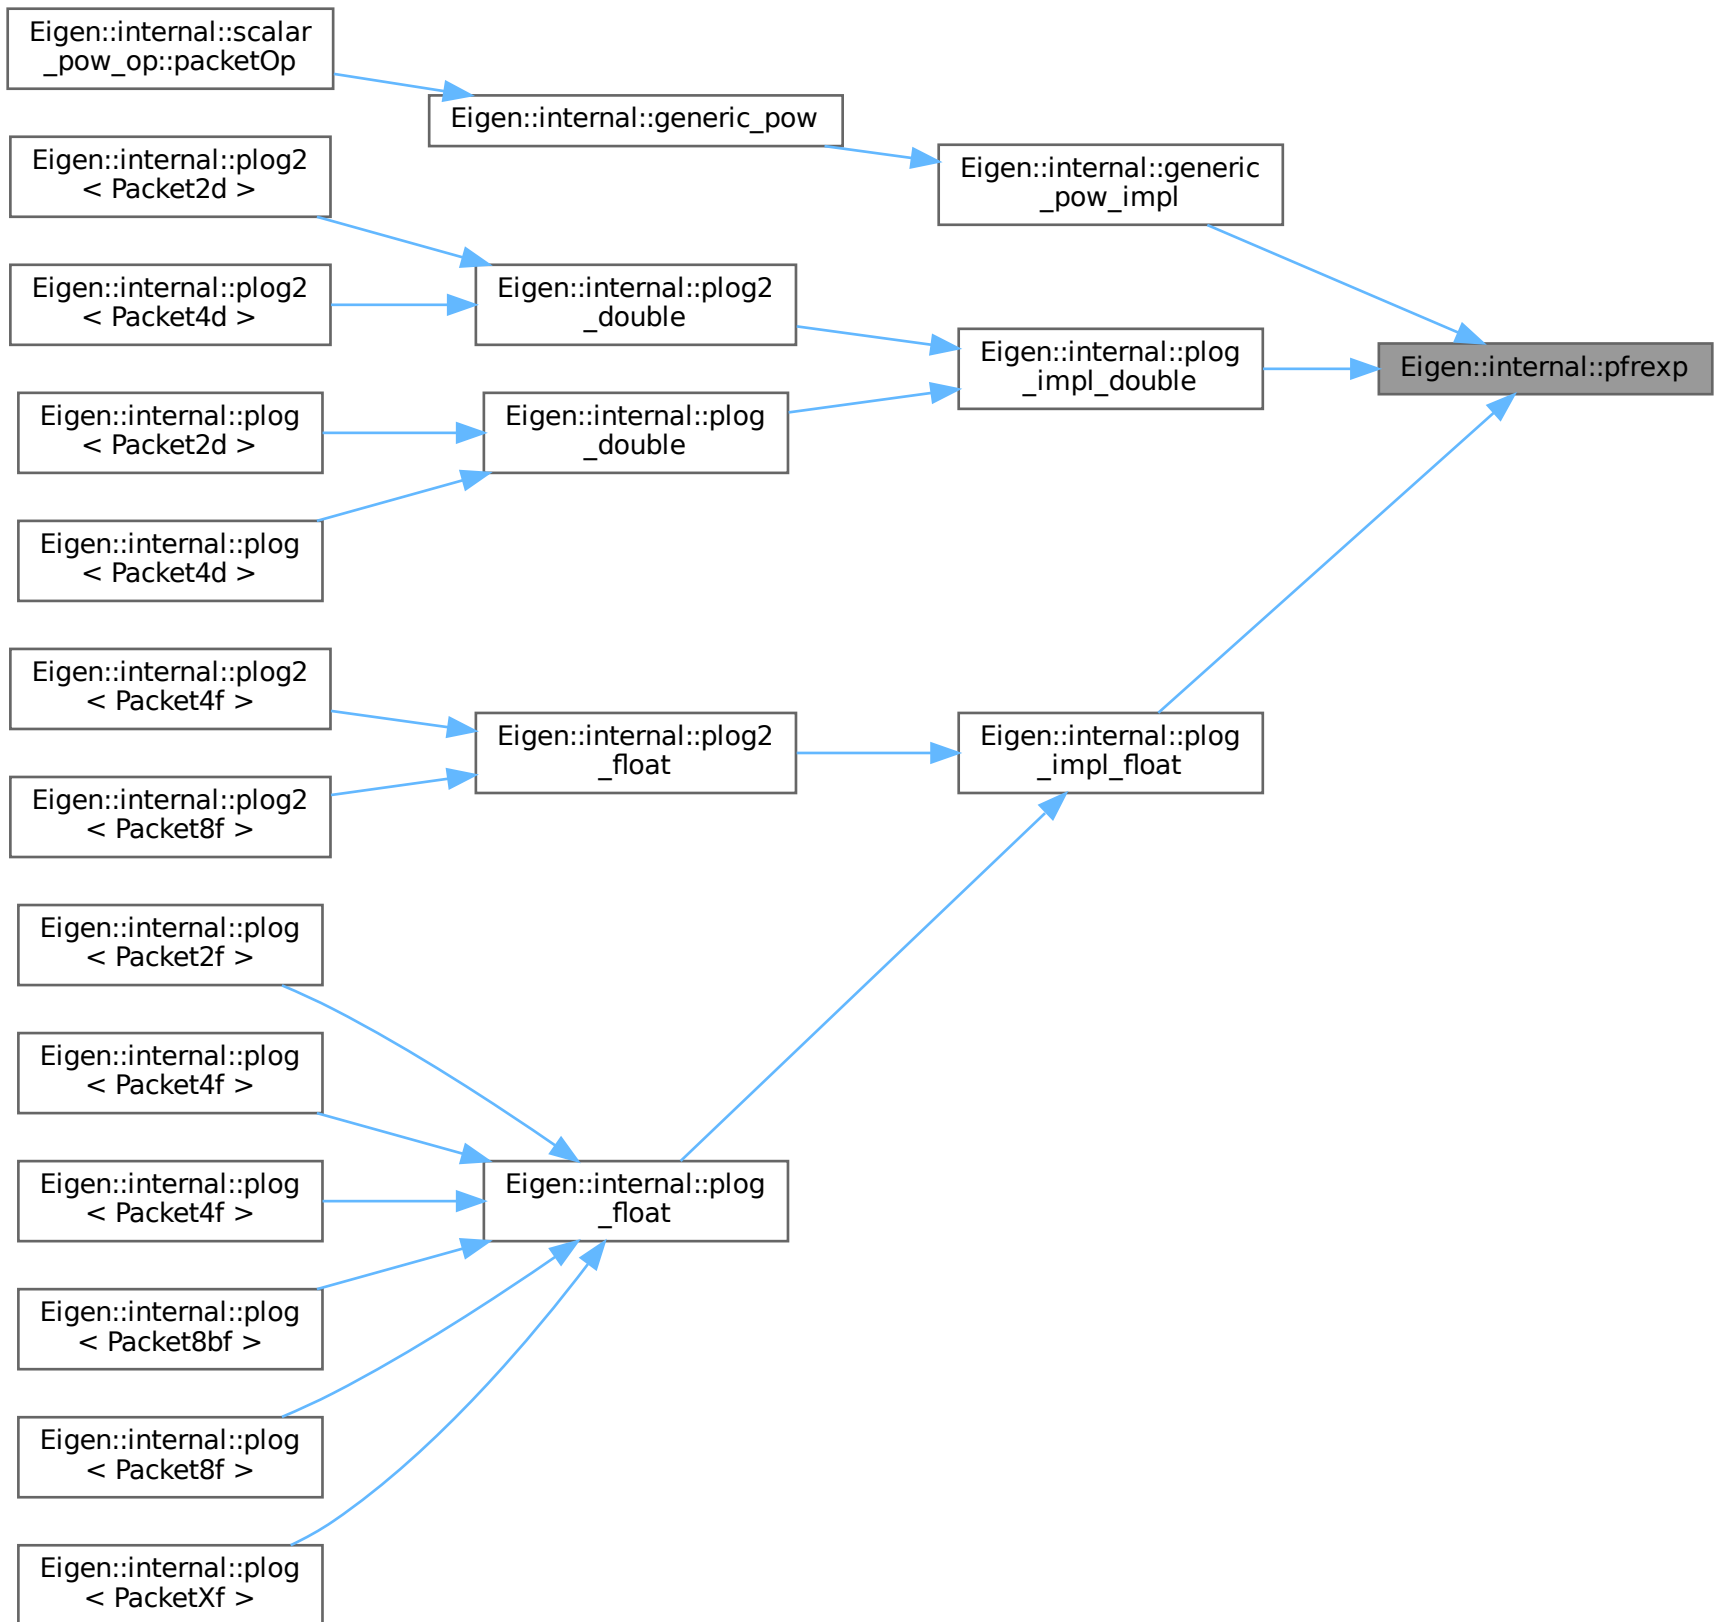 Eigen::internal::scalar
_pow_op::packetOp
Eigen::internal::generic_pow
Eigen::internal::generic
_pow_impl
Eigen::internal::pfrexp
Eigen::internal::plog2
< Packet2d >
Eigen::internal::plog2
< Packet4d >
Eigen::internal::plog2
_double
Eigen::internal::plog
_impl_double
Eigen::internal::plog
< Packet2d >
Eigen::internal::plog
_double
Eigen::internal::plog
< Packet4d >
Eigen::internal::plog2
< Packet4f >
Eigen::internal::plog2
_float
Eigen::internal::plog
_impl_float
Eigen::internal::plog2
< Packet8f >
Eigen::internal::plog
< Packet2f >
Eigen::internal::plog
< Packet4f >
Eigen::internal::plog
< Packet4f >
Eigen::internal::plog
_float
Eigen::internal::plog
< Packet8bf >
Eigen::internal::plog
< Packet8f >
Eigen::internal::plog
< PacketXf >